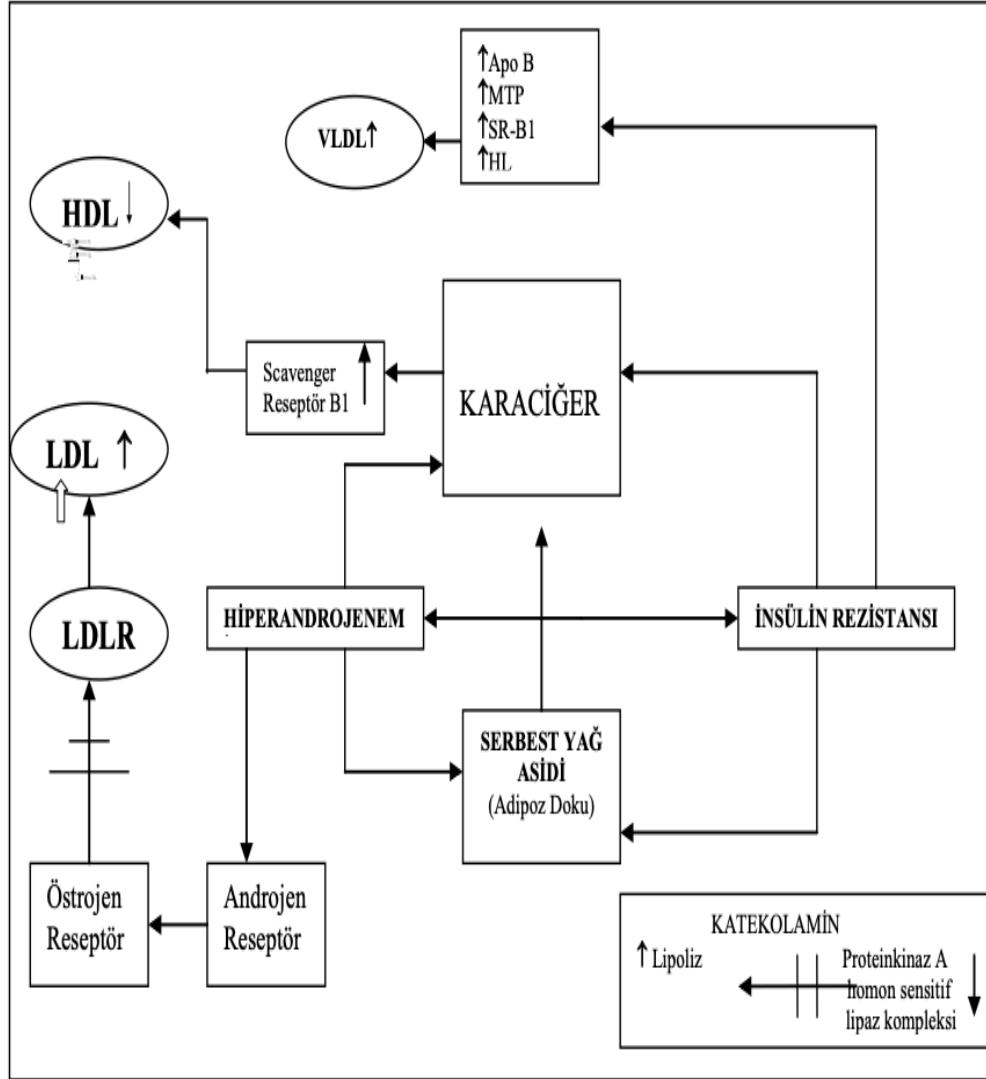 ↑Apo B
↑MTP
↑SR-B1
↑HL
VLDL↑
HDL↓
Scavenger
Reseptör B1 ↑
KARACİĞER
LDL ↑
LDLR
HİPERANDROJENEM
İNSÜLİN REZİSTANSI
SERBEST YAĞ
ASİDİ
(Adipoz Doku)
Östrojen
Reseptör
Androjen
Reseptör
KATEKOLAMİN
↑ Lipoliz
Proteinkinaz A
homon sensitif
lipaz kompleksi ↓